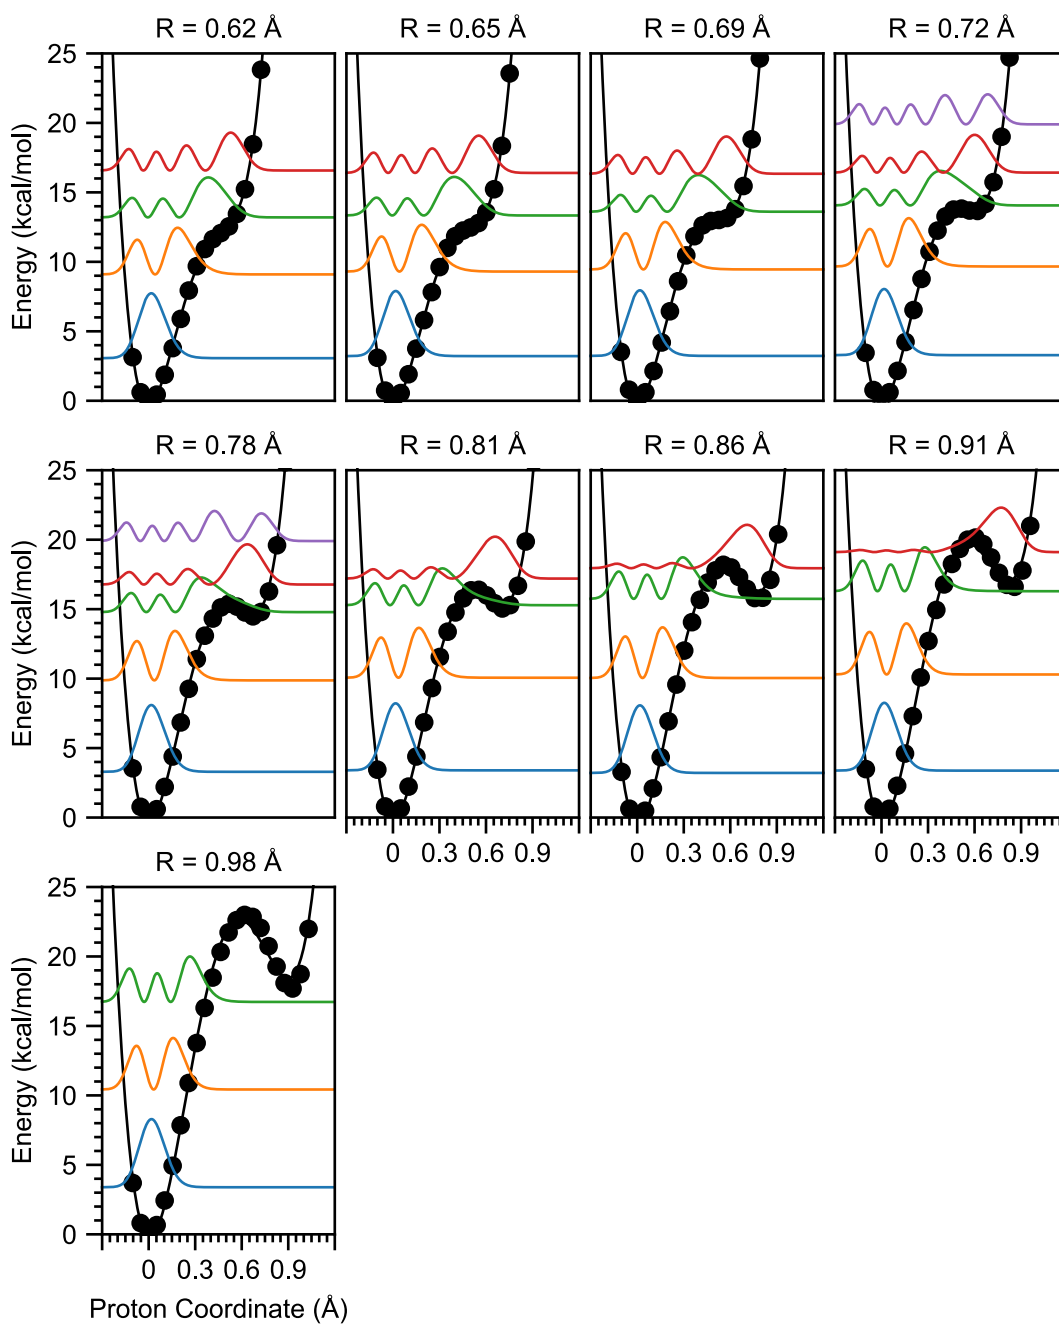 R = 0.62 Å R = 0.65 Å R = 0.69 Å R = 0.72 Å
25
20
15
10
5
0
Energy (kcal/mol)
R = 0.78 Å R = 0.81 Å R = 0.86 Å R = 0.91 Å
25
20
15
10
5
0
Energy (kcal/mol)
0 0.3 0.6 0.9 0 0.3 0.6 0.9 0 0.3 0.6 0.9
R = 0.98 Å
25
20
15
10
5
0
Energy (kcal/mol)
0 0.3 0.6 0.9
Proton Coordinate (Å)